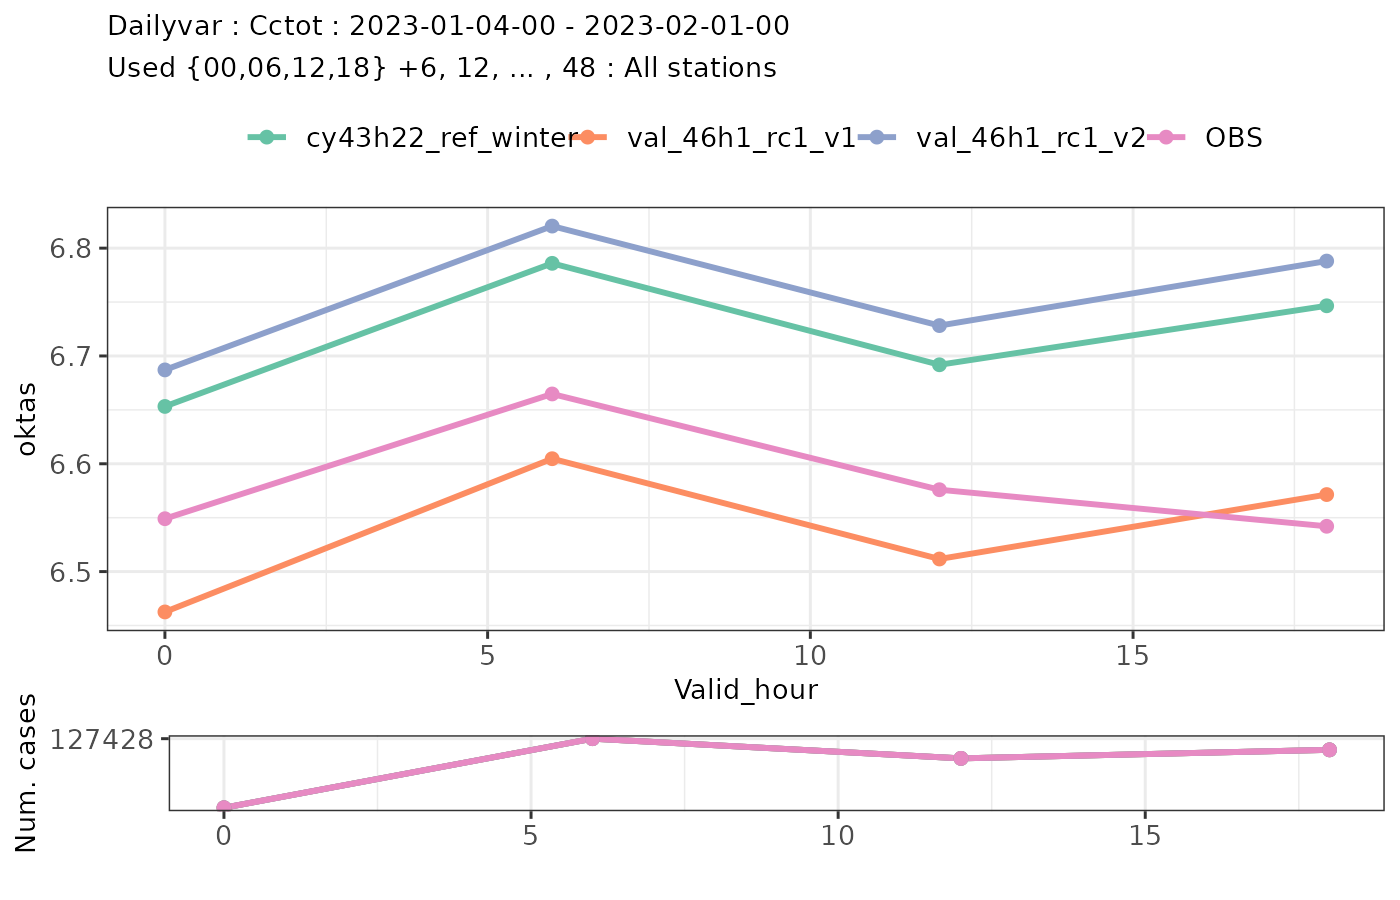 Dailyvar : Cctot : 2023-01-04-00 - 2023-02-01-00
Used {00,06,12,18} +6, 12, ... , 48 : All stations
cy43h22_ref_winter val_46h1_rc1_v1 val_46h1_rc1_v2 OBS
6.8
6.7
6.6
6.5
oktas
0 5 10 15
Valid_hour
127428
Num. cases
0 5 10 15